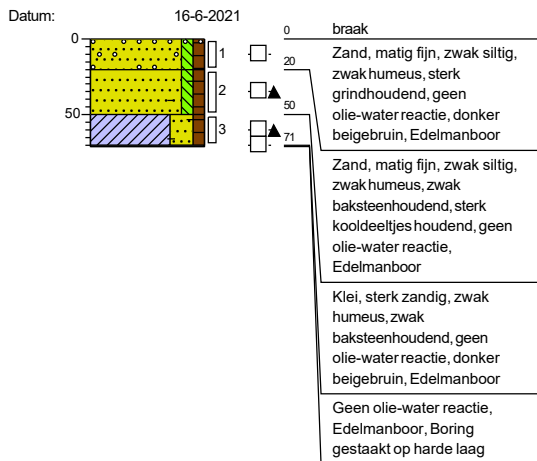 Datum: 16-6-2021
0
50
1
2
3
0
braak
20
Zand, matig fijn, zwak siltig,
zwak humeus, sterk
grindhoudend, geen
olie-water reactie, donker
beigebruin, Edelmanboor
50
Zand, matig fijn, zwak siltig,
zwak humeus, zwak
baksteenhoudend, sterk
kooldeeltjes houdend, geen
olie-water reactie,
Edelmanboor
71
Klei, sterk zandig, zwak
humeus, zwak
baksteenhoudend, geen
olie-water reactie, donker
beigebruin, Edelmanboor
Geen olie-water reactie,
Edelmanboor, Boring
gestaakt op harde laag